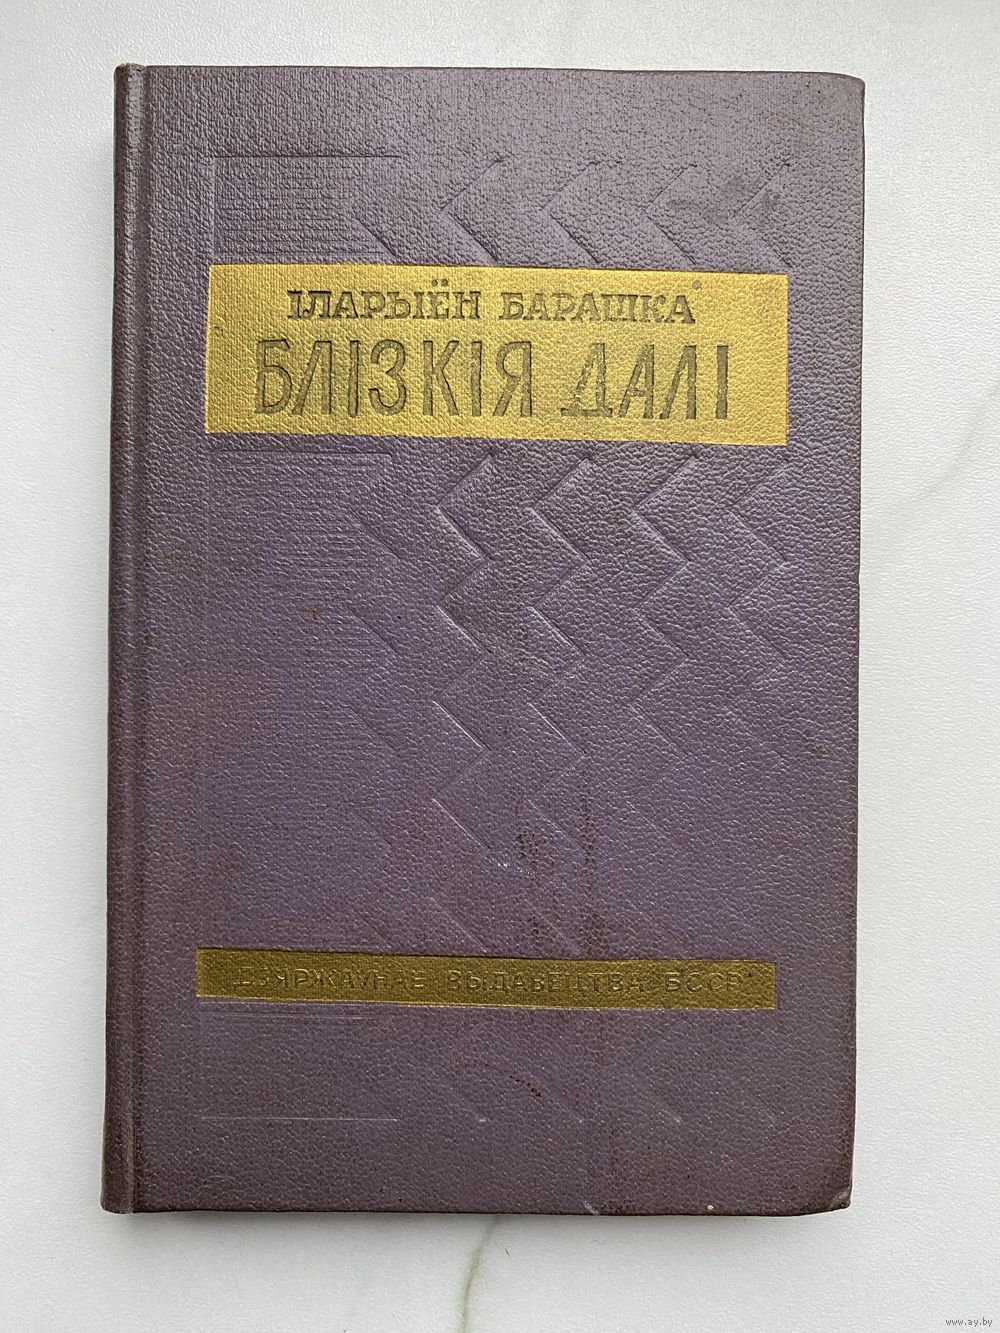 ІЛАРЫЁН БАРАШКА
БЛІЗКІЯ ДАЛІ
ДЗЯРЖАЎНАЕ ВЫДАВЕЦТВА БССР
www.ay.by